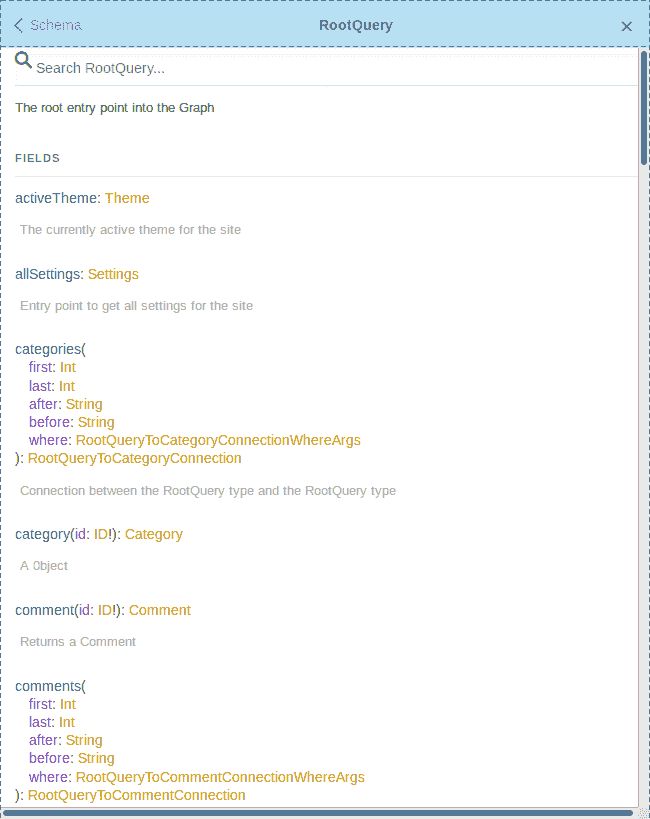 Schema
RootQuery
Search RootQuery...
The root entry point into the Graph
FIELDS
activeTheme: Theme
The currently active theme for the site
allSettings: Settings
Entry point to get all settings for the site
categories(
first: Int
last: Int
after: String
before: String
where: RootQueryToCategoryConnectionWhereArgs
): RootQueryToCategoryConnection
Connection between the RootQuery type and the RootQuery type
category(id: ID!): Category
A 0bject
comment(id: ID!): Comment
Returns a Comment
comments(
first: Int
last: Int
after: String
before: String
where: RootQueryToCommentConnectionWhereArgs
): RootQueryToCommentConnection